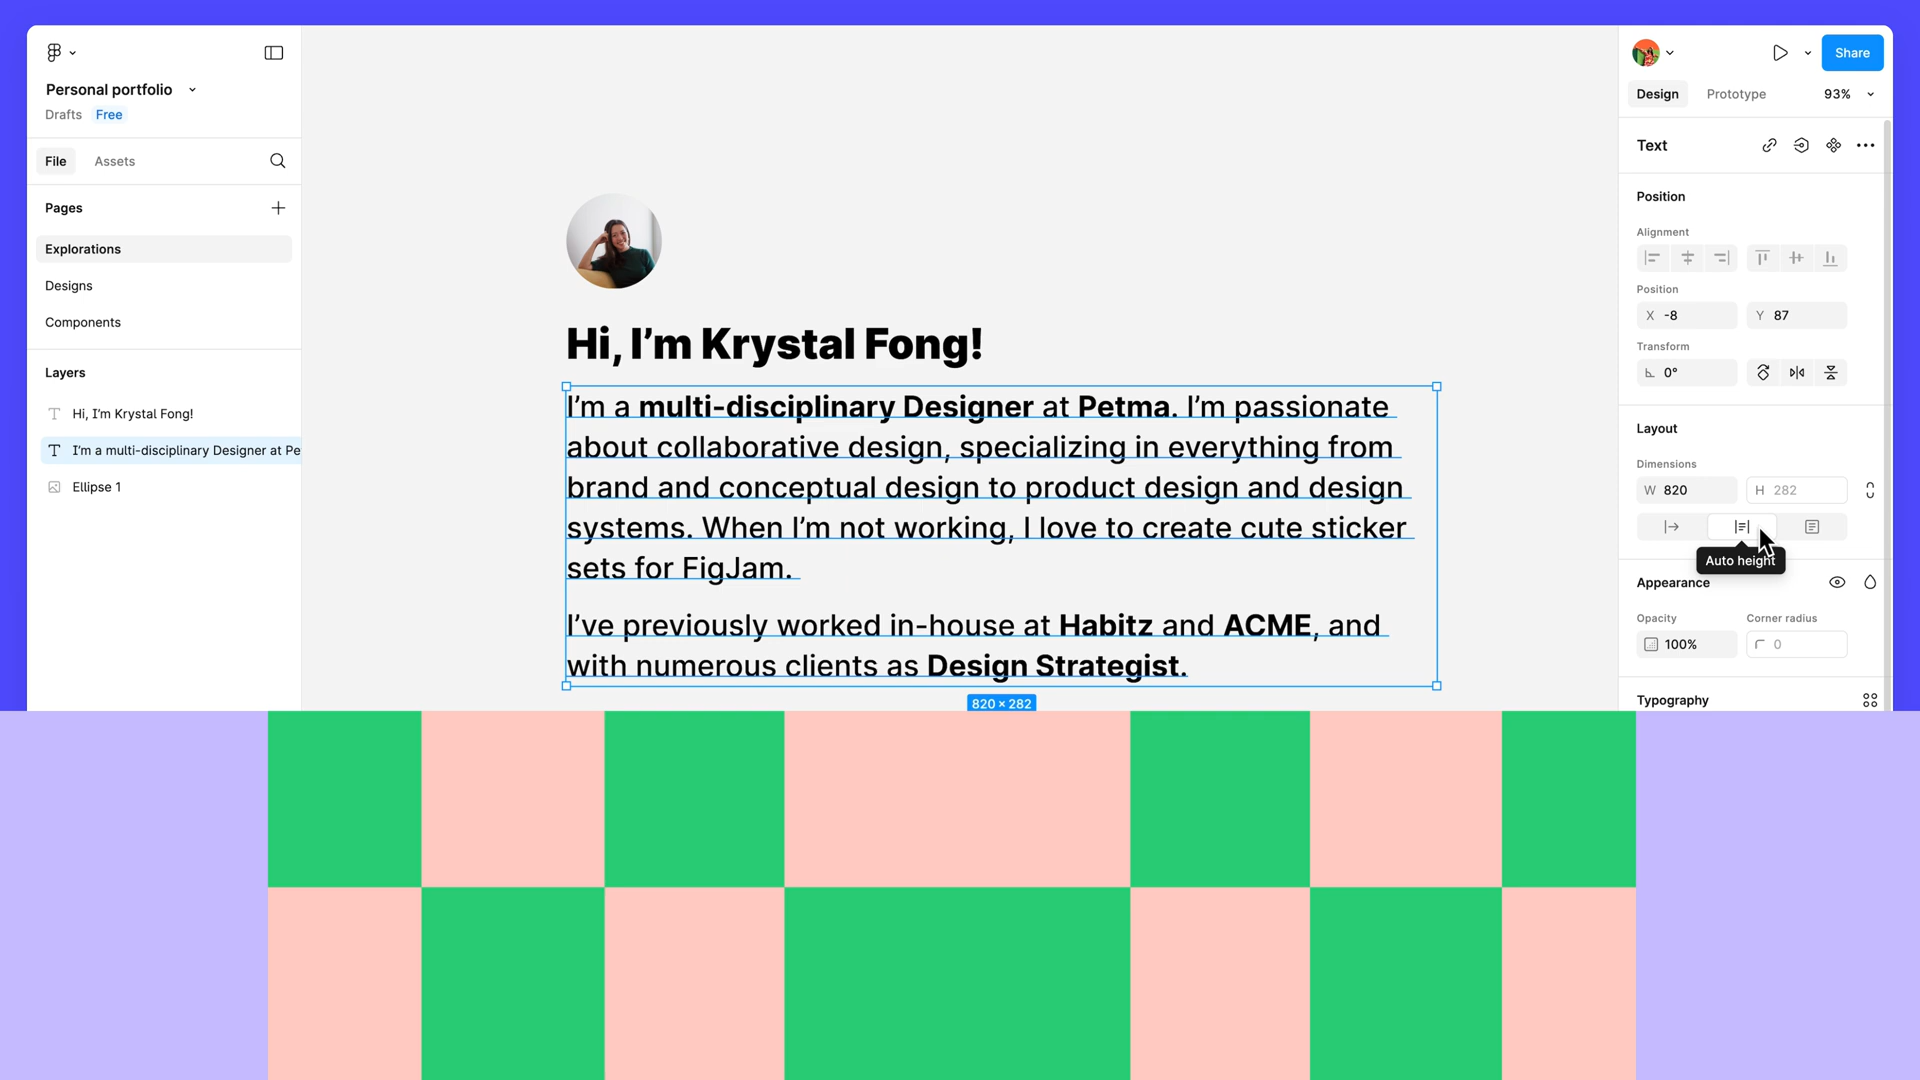 Personal portfolio
Drafts Free
File Assets
Pages
Explorations
Designs
Components
Layers
Hi, I’m Krystal Fong!
I’m a multi-disciplinary Designer at Pe
Ellipse 1
Hi, I’m Krystal Fong!
I’m a multi-disciplinary Designer at Petma. I’m passionate
about collaborative design, specializing in everything from
brand and conceptual design to product design and design
systems. When I’m not working, I love to create cute sticker
sets for FigJam.
I’ve previously worked in-house at Habitz and ACME, and
with numerous clients as Design Strategist.
820 × 282
Share
Design Prototype 93%
Text
Position
Alignment
Position
X -8 Y 87
Transform
0°
Layout
Dimensions
W 820 H 282
Auto height
Appearance
Opacity Corner radius
100% 0
Typography